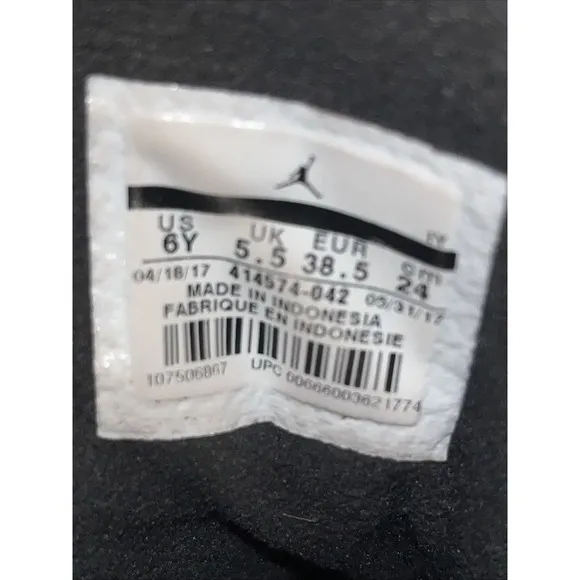 US UK EUR cm
6Y 5.5 38.5 24
04/18/17 414574-042 05/31/17
MADE IN INDONESIA
FABRIQUE EN INDONESIE
107506867 UPC 00666003621774